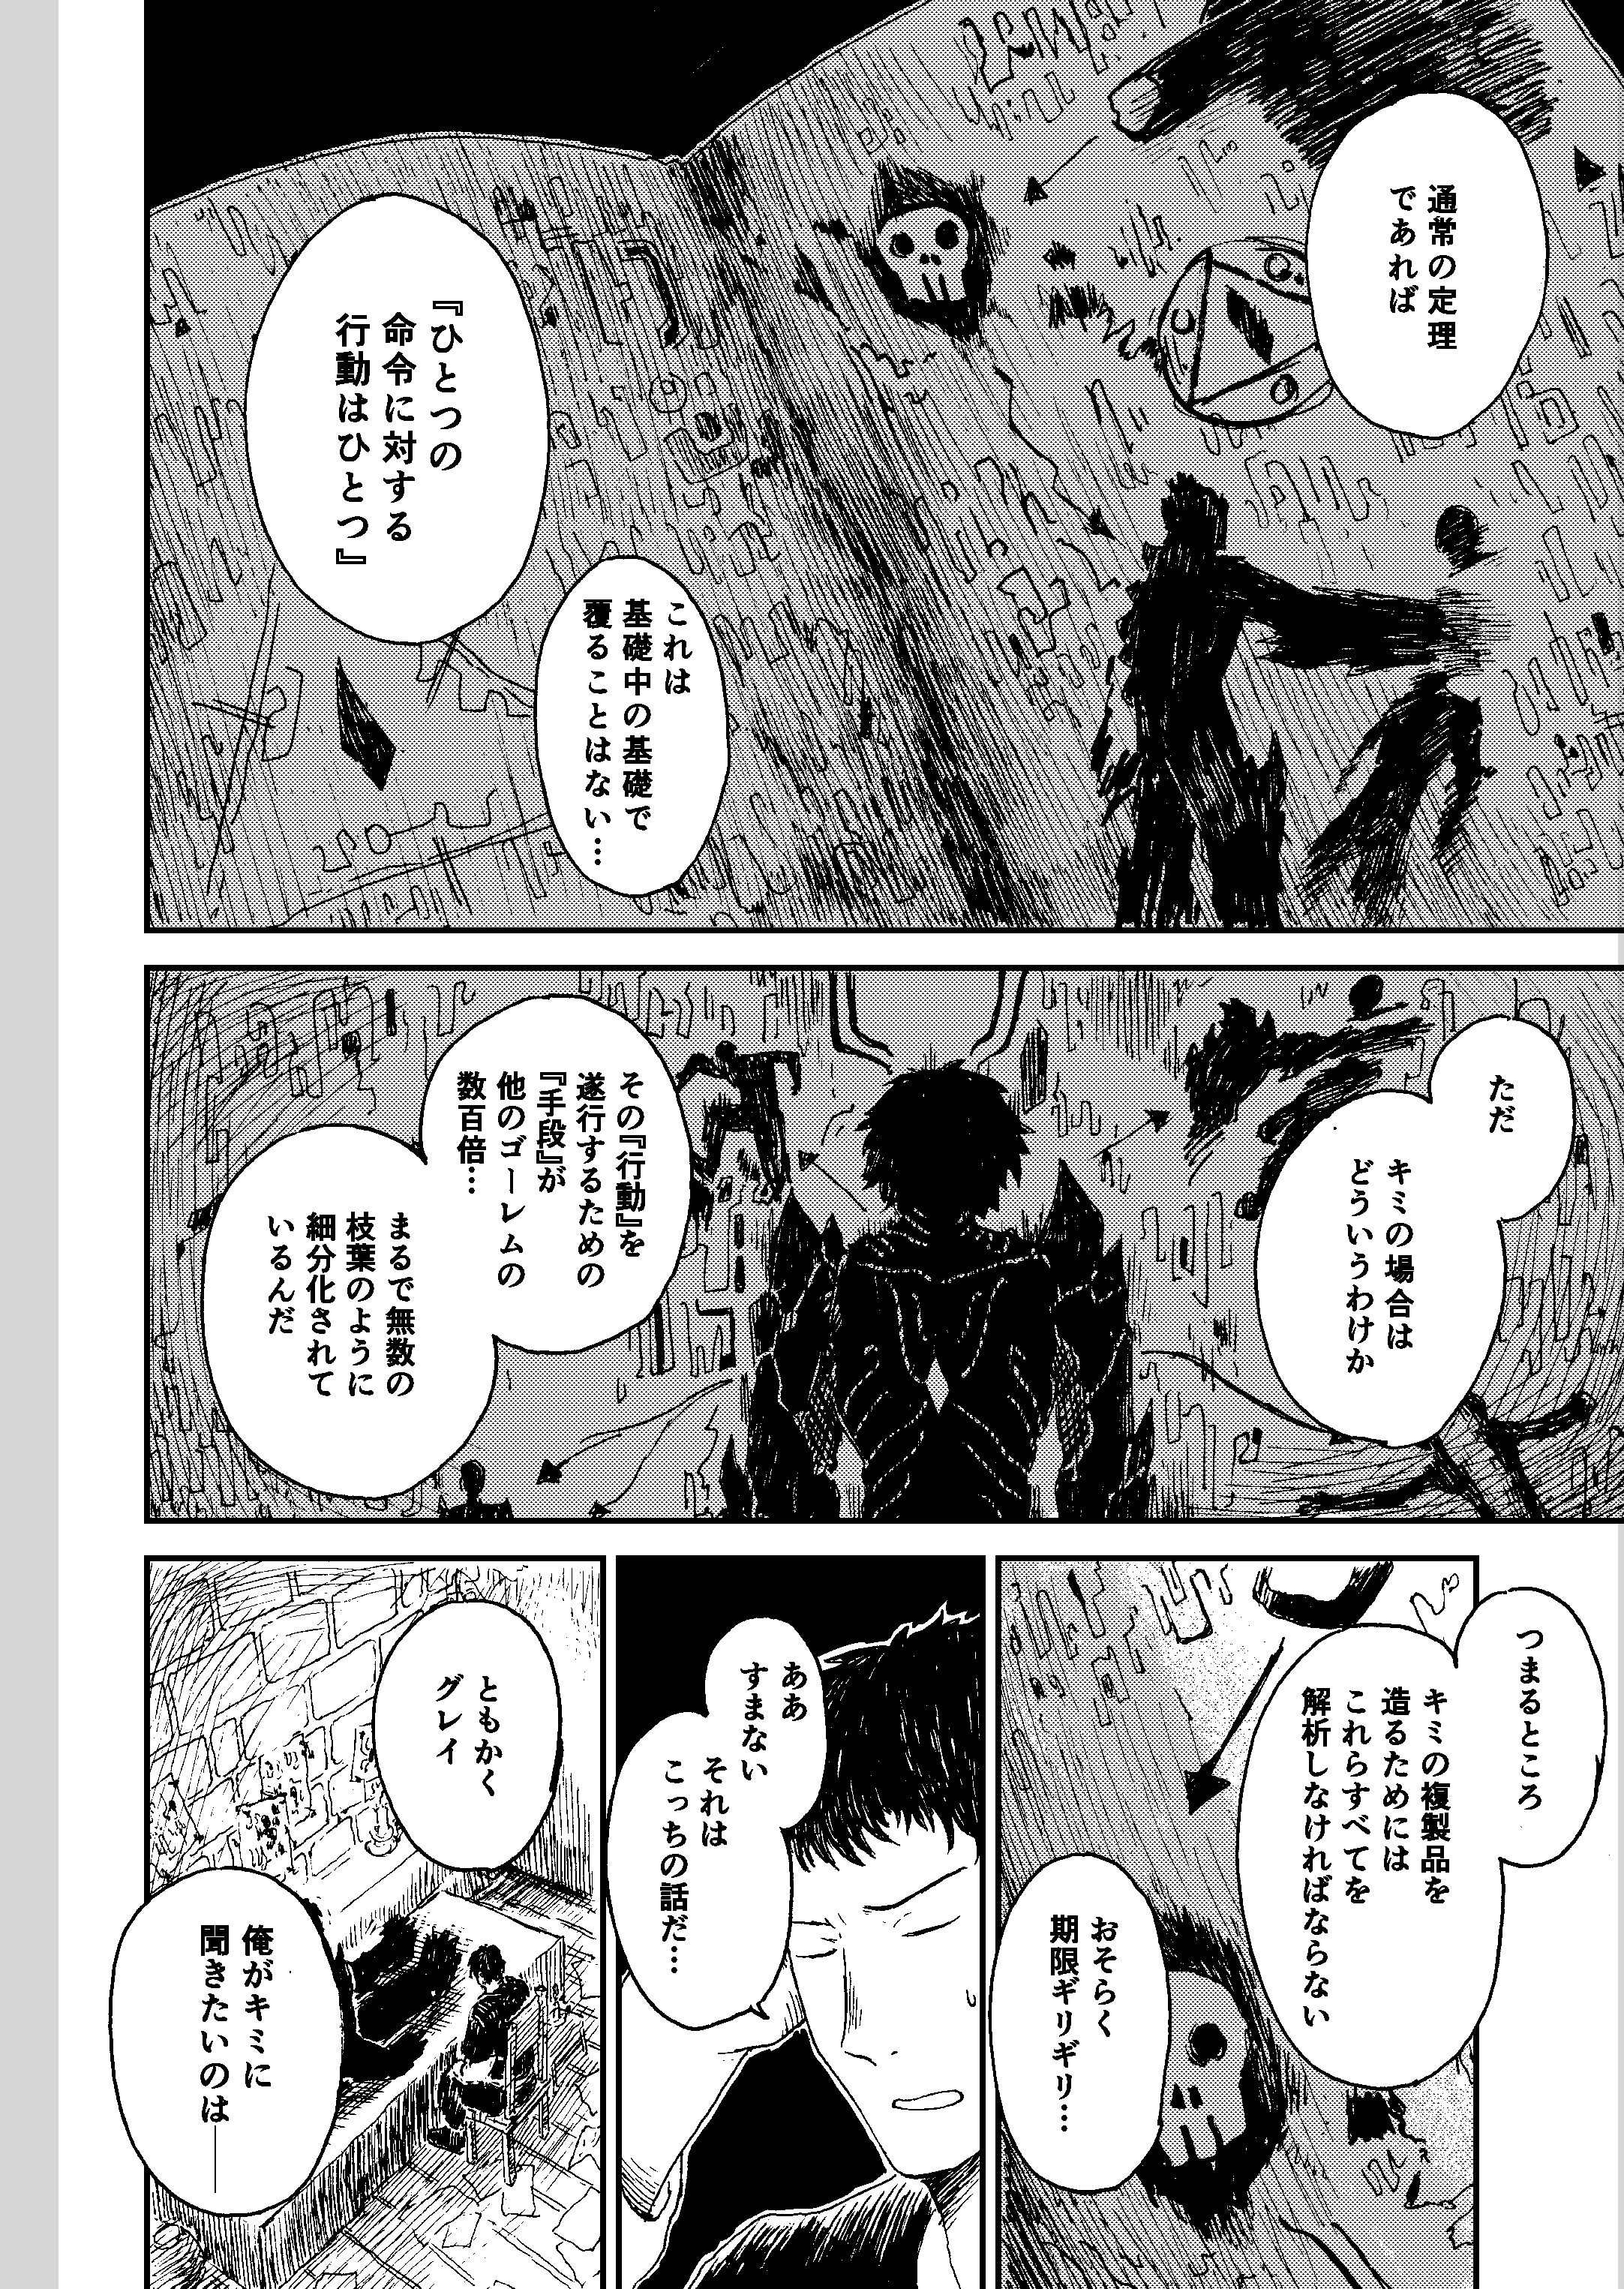 通常の定理
であれば
『ひとつの
命令に対する
行動はひとつ』
これは
基礎中の基礎で
覆ることはない…
ただ
キミの場合は
どういうわけか
その『行動』を
遂行するための
『手段』が
他のゴーレムの
数百倍…
まるで無数の
枝葉のように
細分化されて
いるんだ
つまるところ
キミの複製品を
造るためには
これらすべてを
解析しなければならない
おそらく
期限ギリギリ…
ああ
すまない
それは
こっちの話だ…
ともかく
グレイ
俺がキミに
聞きたいのは――